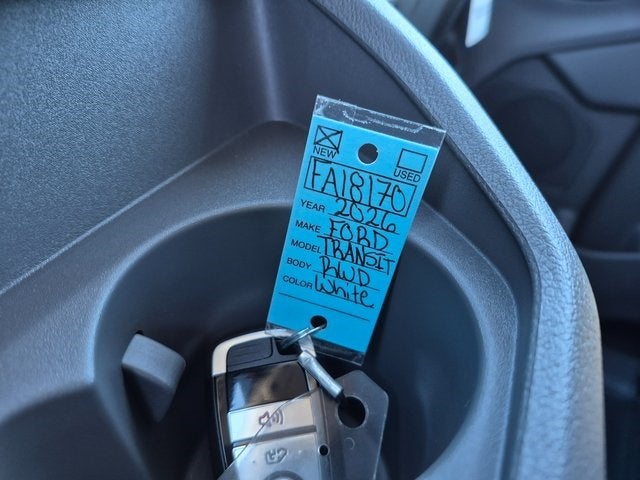 NEW
USED
FA18170
YEAR 2026
MAKE FORD
MODEL TRANSIT
BODY RWD
COLOR White